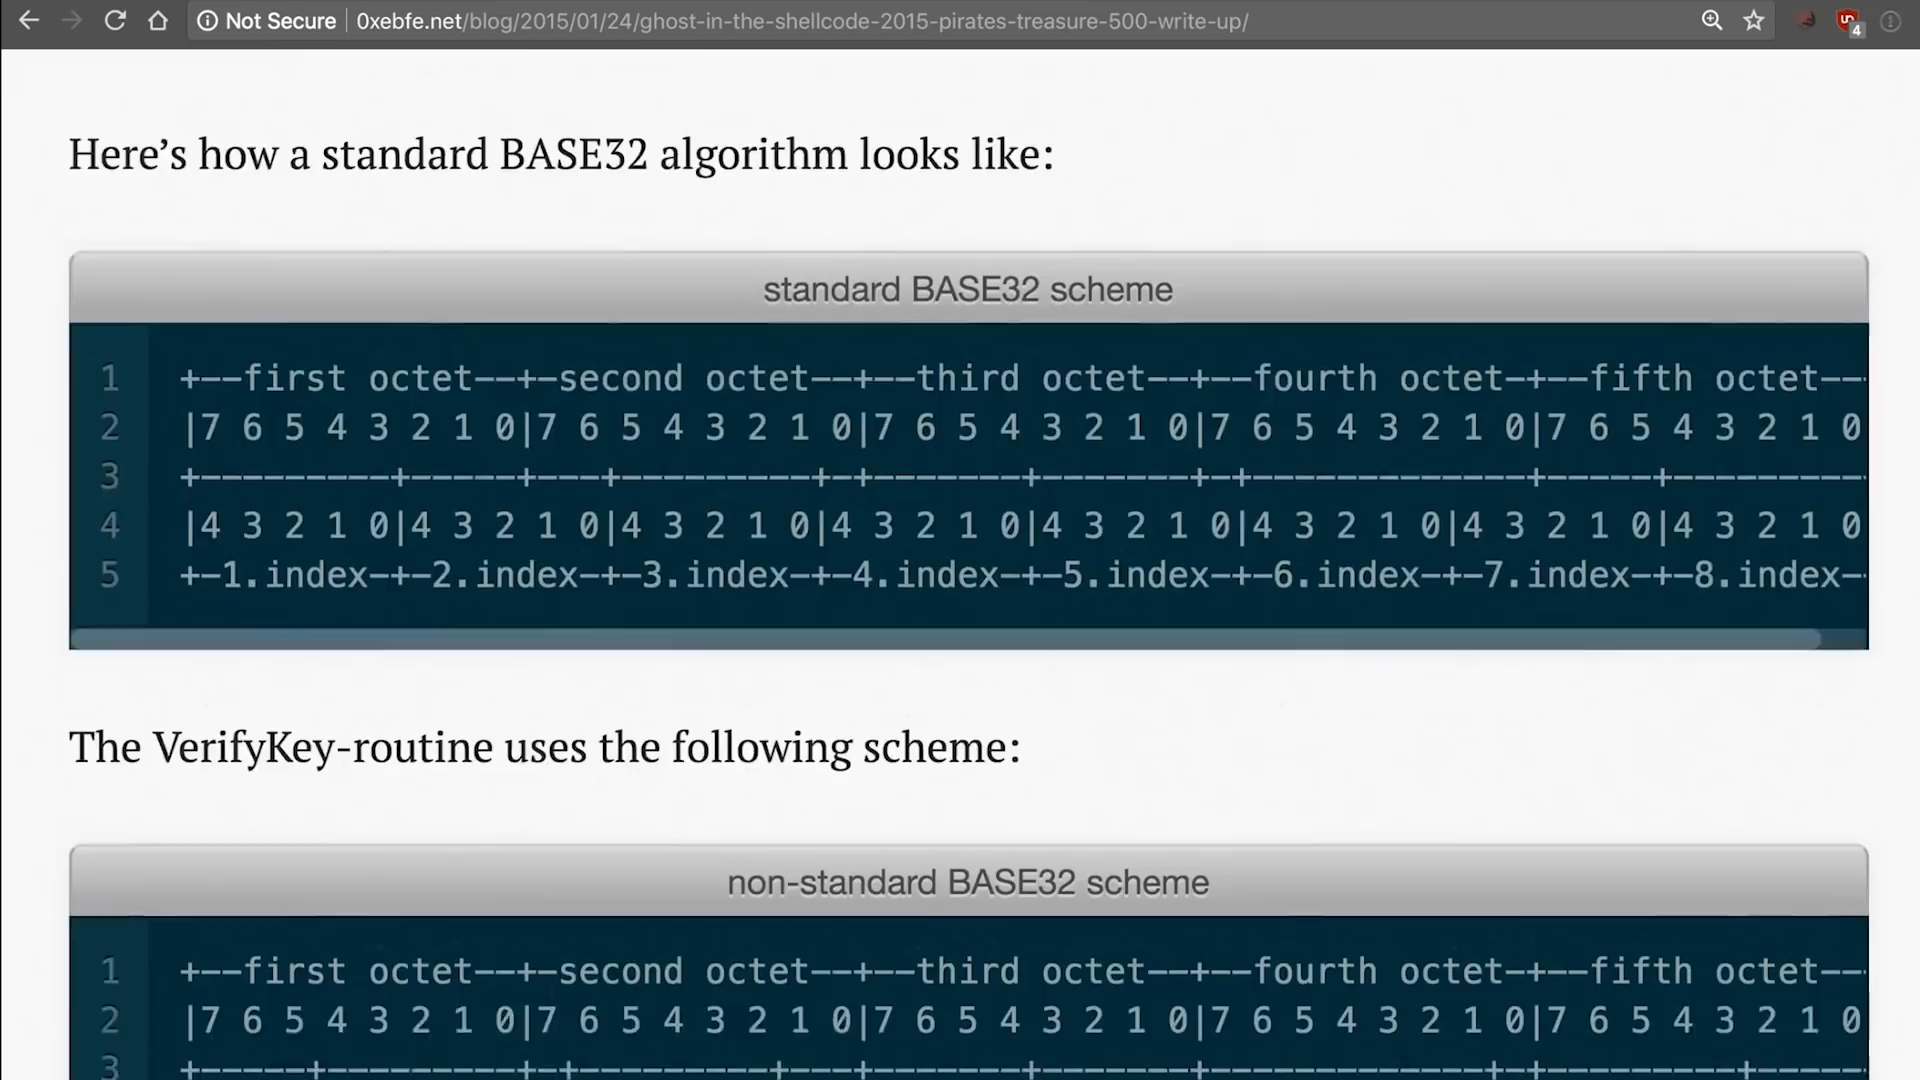 Not Secure | 0xebfe.net/blog/2015/01/24/ghost-in-the-shellcode-2015-pirates-treasure-500-write-up/
4
Here’s how a standard BASE32 algorithm looks like:
standard BASE32 scheme
1 +--first octet--+-second octet--+--third octet--+--fourth octet-+--fifth octet--
2 |7 6 5 4 3 2 1 0|7 6 5 4 3 2 1 0|7 6 5 4 3 2 1 0|7 6 5 4 3 2 1 0|7 6 5 4 3 2 1 0
3 +---------+-----+---+---------+-+-------+-------+-+-------------+-----+---------
4 |4 3 2 1 0|4 3 2 1 0|4 3 2 1 0|4 3 2 1 0|4 3 2 1 0|4 3 2 1 0|4 3 2 1 0|4 3 2 1 0
5 +-1.index-+-2.index-+-3.index-+-4.index-+-5.index-+-6.index-+-7.index-+-8.index-
The VerifyKey-routine uses the following scheme:
non-standard BASE32 scheme
1 +--first octet--+-second octet--+--third octet--+--fourth octet-+--fifth octet--
2 |7 6 5 4 3 2 1 0|7 6 5 4 3 2 1 0|7 6 5 4 3 2 1 0|7 6 5 4 3 2 1 0|7 6 5 4 3 2 1 0
3 +-----+---------+-+---------+---+-------+-------+-------------+-+---------+-----